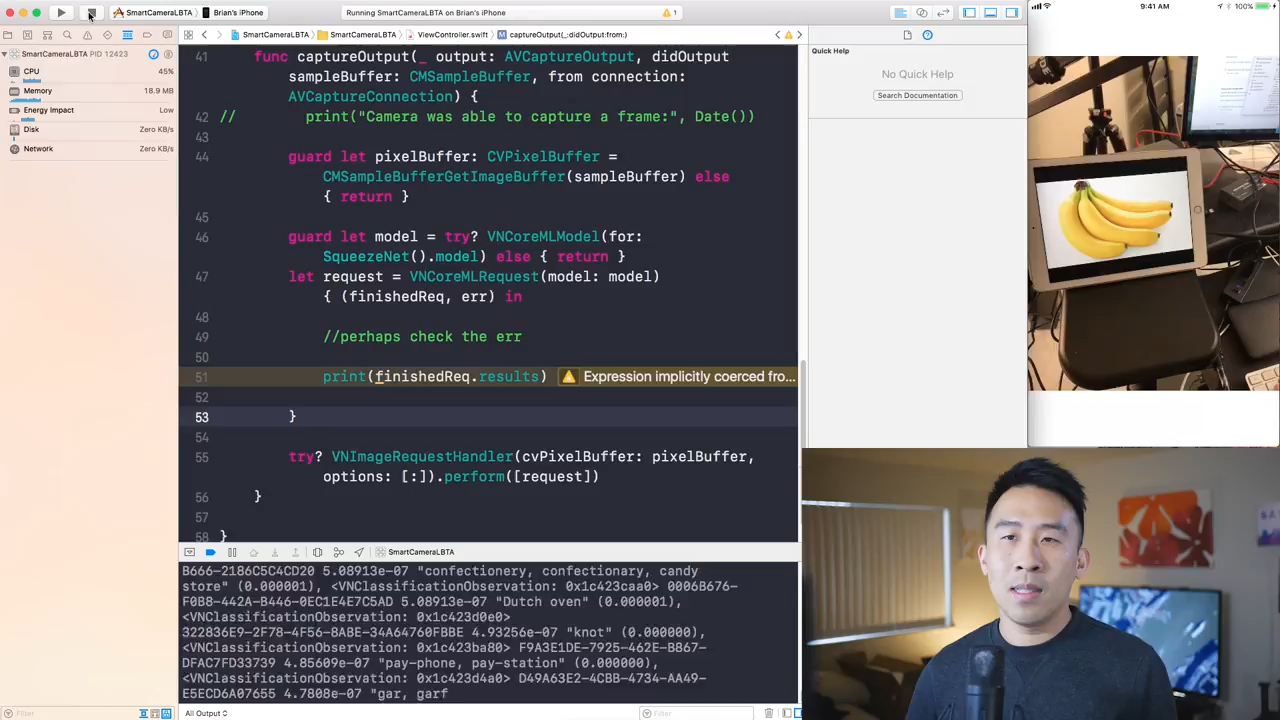 SmartCameraLBTA
Brian's iPhone
Running SmartCameraLBTA on Brian's iPhone
1
9:41 AM
100%
SmartCameraLBTA PID 12423
CPU 45%
Memory 18.9 MB
Energy Impact Low
Disk Zero KB/s
Network Zero KB/s
SmartCameraLBTA
SmartCameraLBTA
ViewController.swift
M captureOutput(_:didOutput:from:)
41 func captureOutput(_ output: AVCaptureOutput, didOutput
sampleBuffer: CMSampleBuffer, from connection:
AVCaptureConnection) {
42 // print("Camera was able to capture a frame:", Date())
43
44 guard let pixelBuffer: CVPixelBuffer =
CMSampleBufferGetImageBuffer(sampleBuffer) else
{ return }
45
46 guard let model = try? VNCoreMLModel(for:
SqueezeNet().model) else { return }
47 let request = VNCoreMLRequest(model: model)
{ (finishedReq, err) in
48
49 //perhaps check the err
50
51 print(finishedReq.results) Expression implicitly coerced fro...
52
53 }
54
55 try? VNImageRequestHandler(cvPixelBuffer: pixelBuffer,
options: [:]).perform([request])
56 }
57
58 }
Quick Help
No Quick Help
Search Documentation
SmartCameraLBTA
B666-2186C5C4CD20 5.08913e-07 "confectionery, confectionary, candy
store" (0.000001), <VNClassificationObservation: 0x1c423caa0> 0006B676-
F0B8-442A-B446-0EC1E4E7C5AD 5.08913e-07 "Dutch oven" (0.000001),
<VNClassificationObservation: 0x1c423d0e0>
322836E9-2F78-4F56-8ABE-34A64760FBBE 4.93256e-07 "knot" (0.000000),
<VNClassificationObservation: 0x1c423ba80> F9A3E1DE-7925-462E-B867-
DFAC7FD33739 4.85609e-07 "pay-phone, pay-station" (0.000000),
<VNClassificationObservation: 0x1c423d4a0> D49A63E2-4CBB-4734-AA49-
E5ECD6A07655 4.7808e-07 "gar, garf
Filter
All Output
Filter